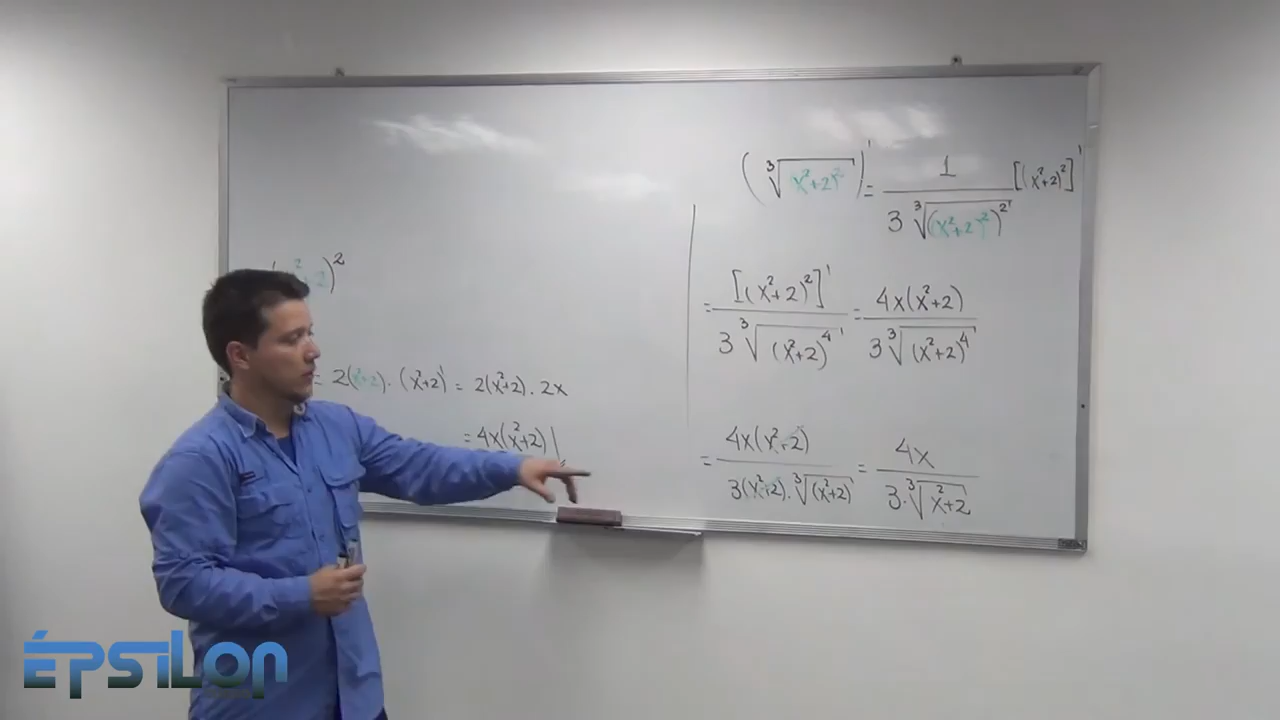 ( x²+2)²
= 2(x²+2) · (x²+2)' = 2(x²+2) · 2x
= 4x(x²+2)
(∛(x²+2)²)' = 1/(3∛((x²+2)²)²) [(x²+2)²]'
= [(x²+2)²]'/(3∛(x²+2)⁴) = 4x(x²+2)/(3∛(x²+2)⁴)
= 4x(x²+2)/(3(x²+2) · ∛(x²+2)) = 4x/(3 · ∛x²+2)
ÉPSILON